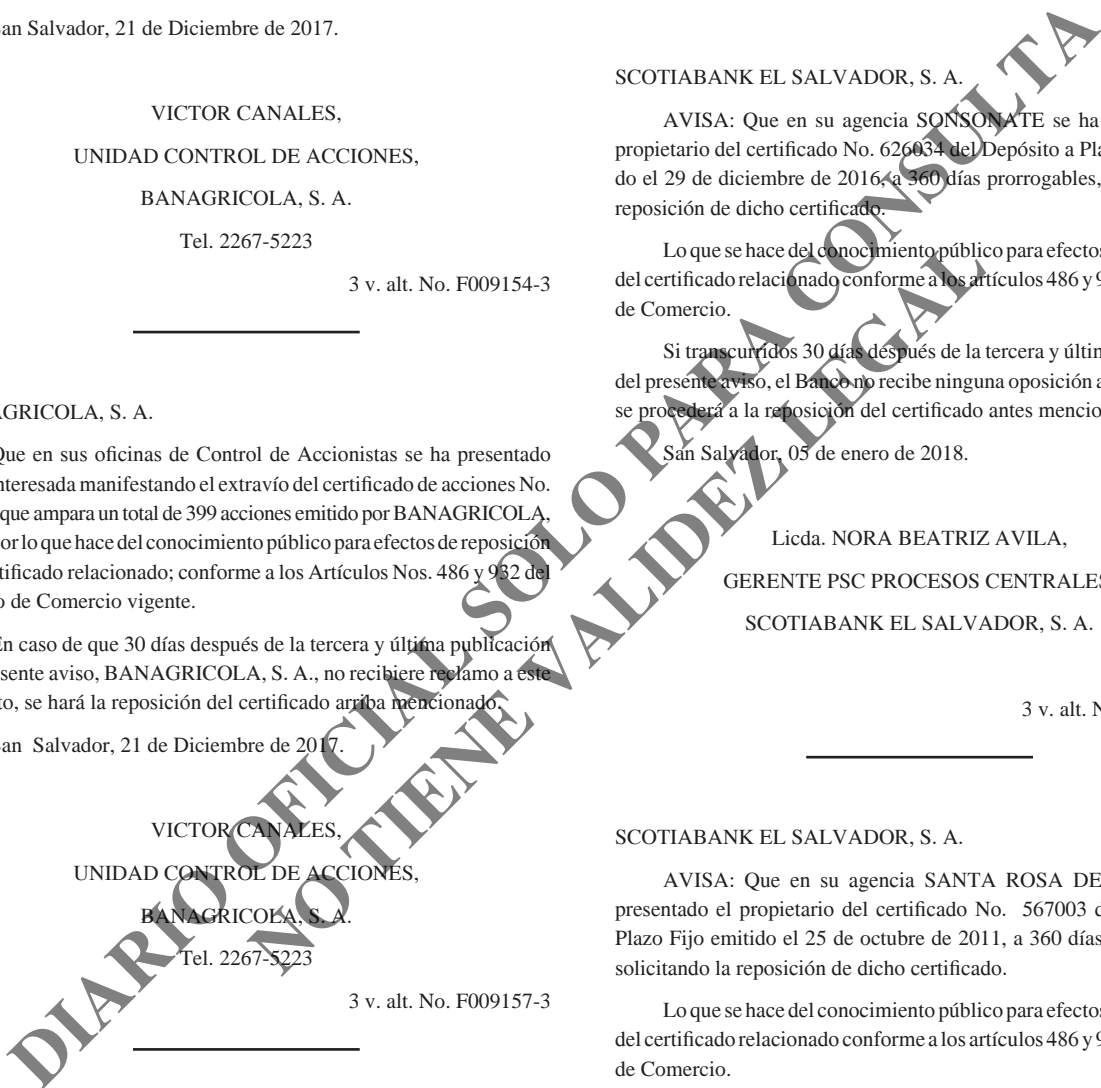 San Salvador, 21 de Diciembre de 2017.
VICTOR CANALES,
UNIDAD CONTROL DE ACCIONES,
BANAGRICOLA, S. A.
Tel. 2267-5223
3 v. alt. No. F009154-3
AGRICOLA, S. A.
Que en sus oficinas de Control de Accionistas se ha presentado
interesada manifestando el extravío del certificado de acciones No.
que ampara un total de 399 acciones emitido por BANAGRICOLA,
por lo que hace del conocimiento público para efectos de reposición
tificado relacionado; conforme a los Artículos Nos. 486 y 932 del
o de Comercio vigente.
En caso de que 30 días después de la tercera y última publicación
sente aviso, BANAGRICOLA, S. A., no recibiere reclamo a este
to, se hará la reposición del certificado arriba mencionado.
San Salvador, 21 de Diciembre de 2017.
VICTOR CANALES,
UNIDAD CONTROL DE ACCIONES,
BANAGRICOLA, S. A.
Tel. 2267-5223
3 v. alt. No. F009157-3
SCOTIABANK EL SALVADOR, S. A.
AVISA: Que en su agencia SONSONATE se ha
propietario del certificado No. 626034 del Depósito a Pla
do el 29 de diciembre de 2016, a 360 días prorrogables,
reposición de dicho certificado.
Lo que se hace del conocimiento público para efectos
del certificado relacionado conforme a los artículos 486 y 9
de Comercio.
Si transcurridos 30 días después de la tercera y últim
del presente aviso, el Banco no recibe ninguna oposición a
se procederá a la reposición del certificado antes mencio
San Salvador, 05 de enero de 2018.
Licda. NORA BEATRIZ AVILA,
GERENTE PSC PROCESOS CENTRALES
SCOTIABANK EL SALVADOR, S. A.
3 v. alt. N
SCOTIABANK EL SALVADOR, S. A.
AVISA: Que en su agencia SANTA ROSA DE
presentado el propietario del certificado No. 567003 d
Plazo Fijo emitido el 25 de octubre de 2011, a 360 días
solicitando la reposición de dicho certificado.
Lo que se hace del conocimiento público para efectos
del certificado relacionado conforme a los artículos 486 y 9
de Comercio.
DIARIO OFICIAL SOLO PARA CONSULTA
NO TIENE VALIDEZ LEGAL